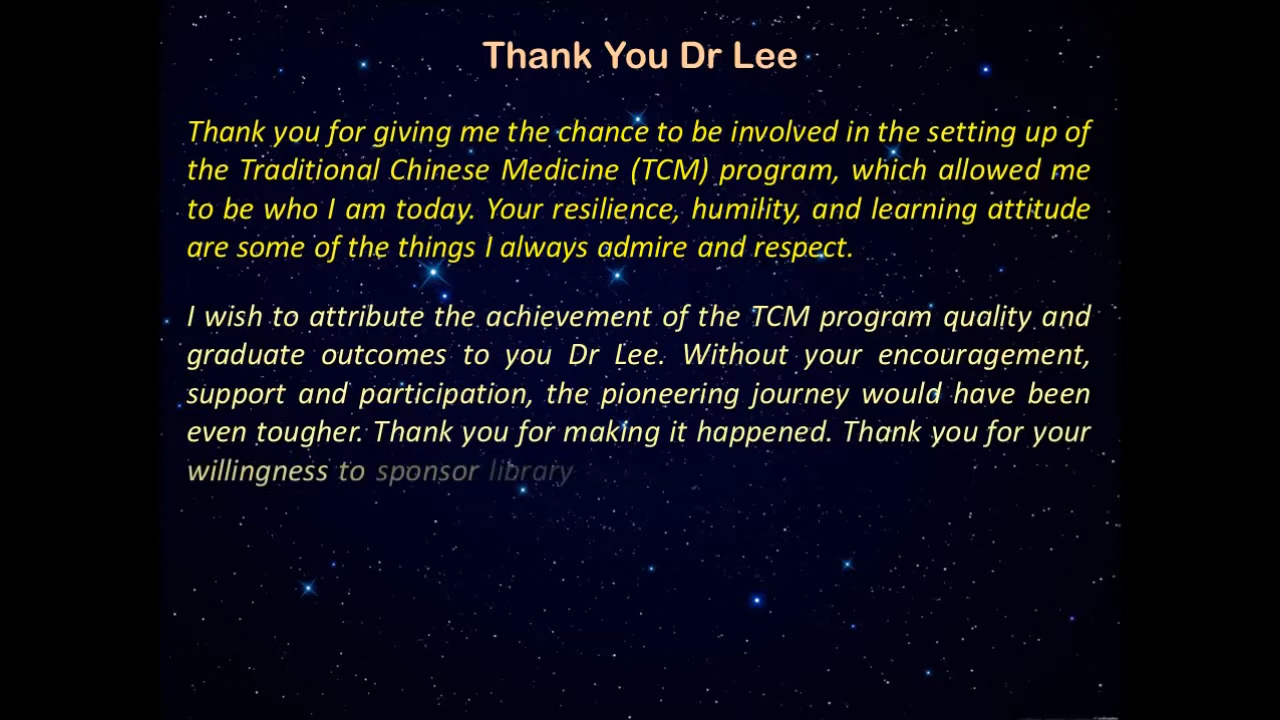 Thank You Dr Lee
Thank you for giving me the chance to be involved in the setting up of
the Traditional Chinese Medicine (TCM) program, which allowed me
to be who I am today. Your resilience, humility, and learning attitude
are some of the things I always admire and respect.
I wish to attribute the achievement of the TCM program quality and
graduate outcomes to you Dr Lee. Without your encouragement,
support and participation, the pioneering journey would have been
even tougher. Thank you for making it happened. Thank you for your
willingness to sponsor library